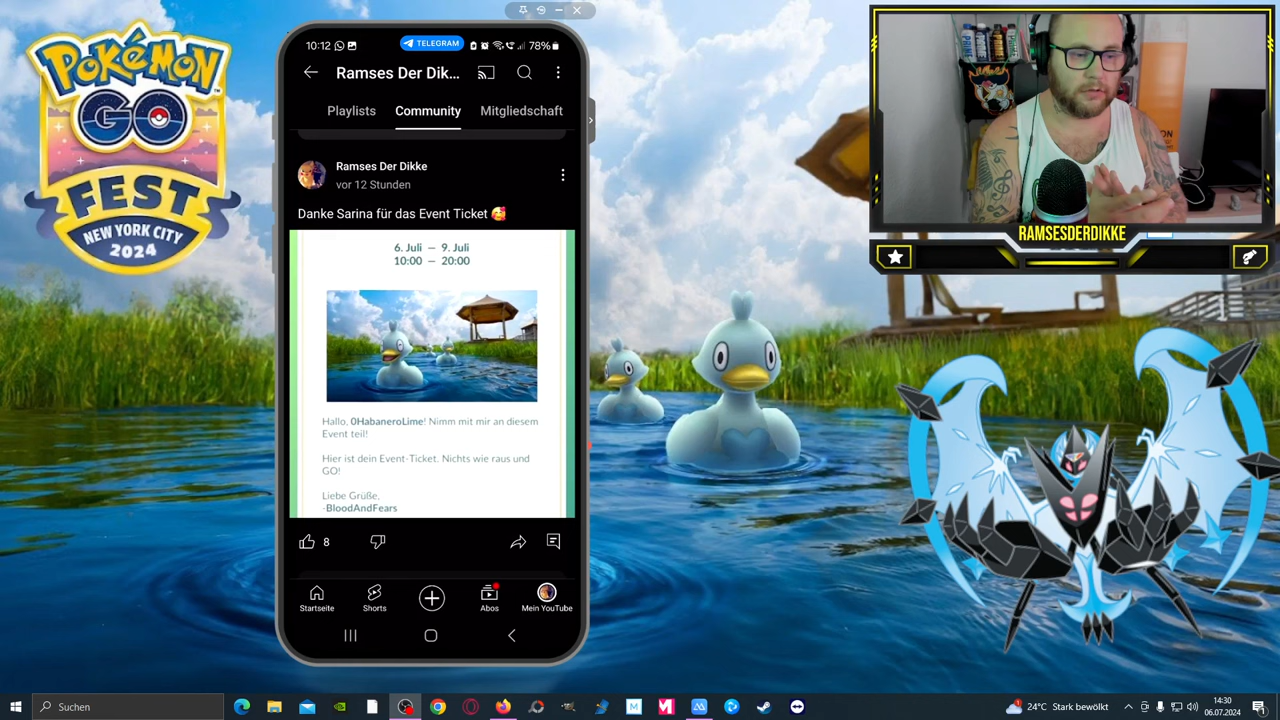 POKéMON
GO
FEST
NEW YORK CITY
2024
10:12
TELEGRAM
78%
Ramses Der Dik...
Playlists
Community
Mitgliedschaft
Ramses Der Dikke
vor 12 Stunden
Danke Sarina für das Event Ticket 🥰
6. Juli — 9. Juli
10:00 — 20:00
Hallo, 0HabaneroLime! Nimm mit mir an diesem
Event teil!
Hier ist dein Event-Ticket. Nichts wie raus und
GO!
Liebe Grüße,
-BloodAndFears
8
Startseite
Shorts
Abos
Mein YouTube
RAMSESDERDIKKE
Suchen
24°C Stark bewölkt
14:30
06.07.2024